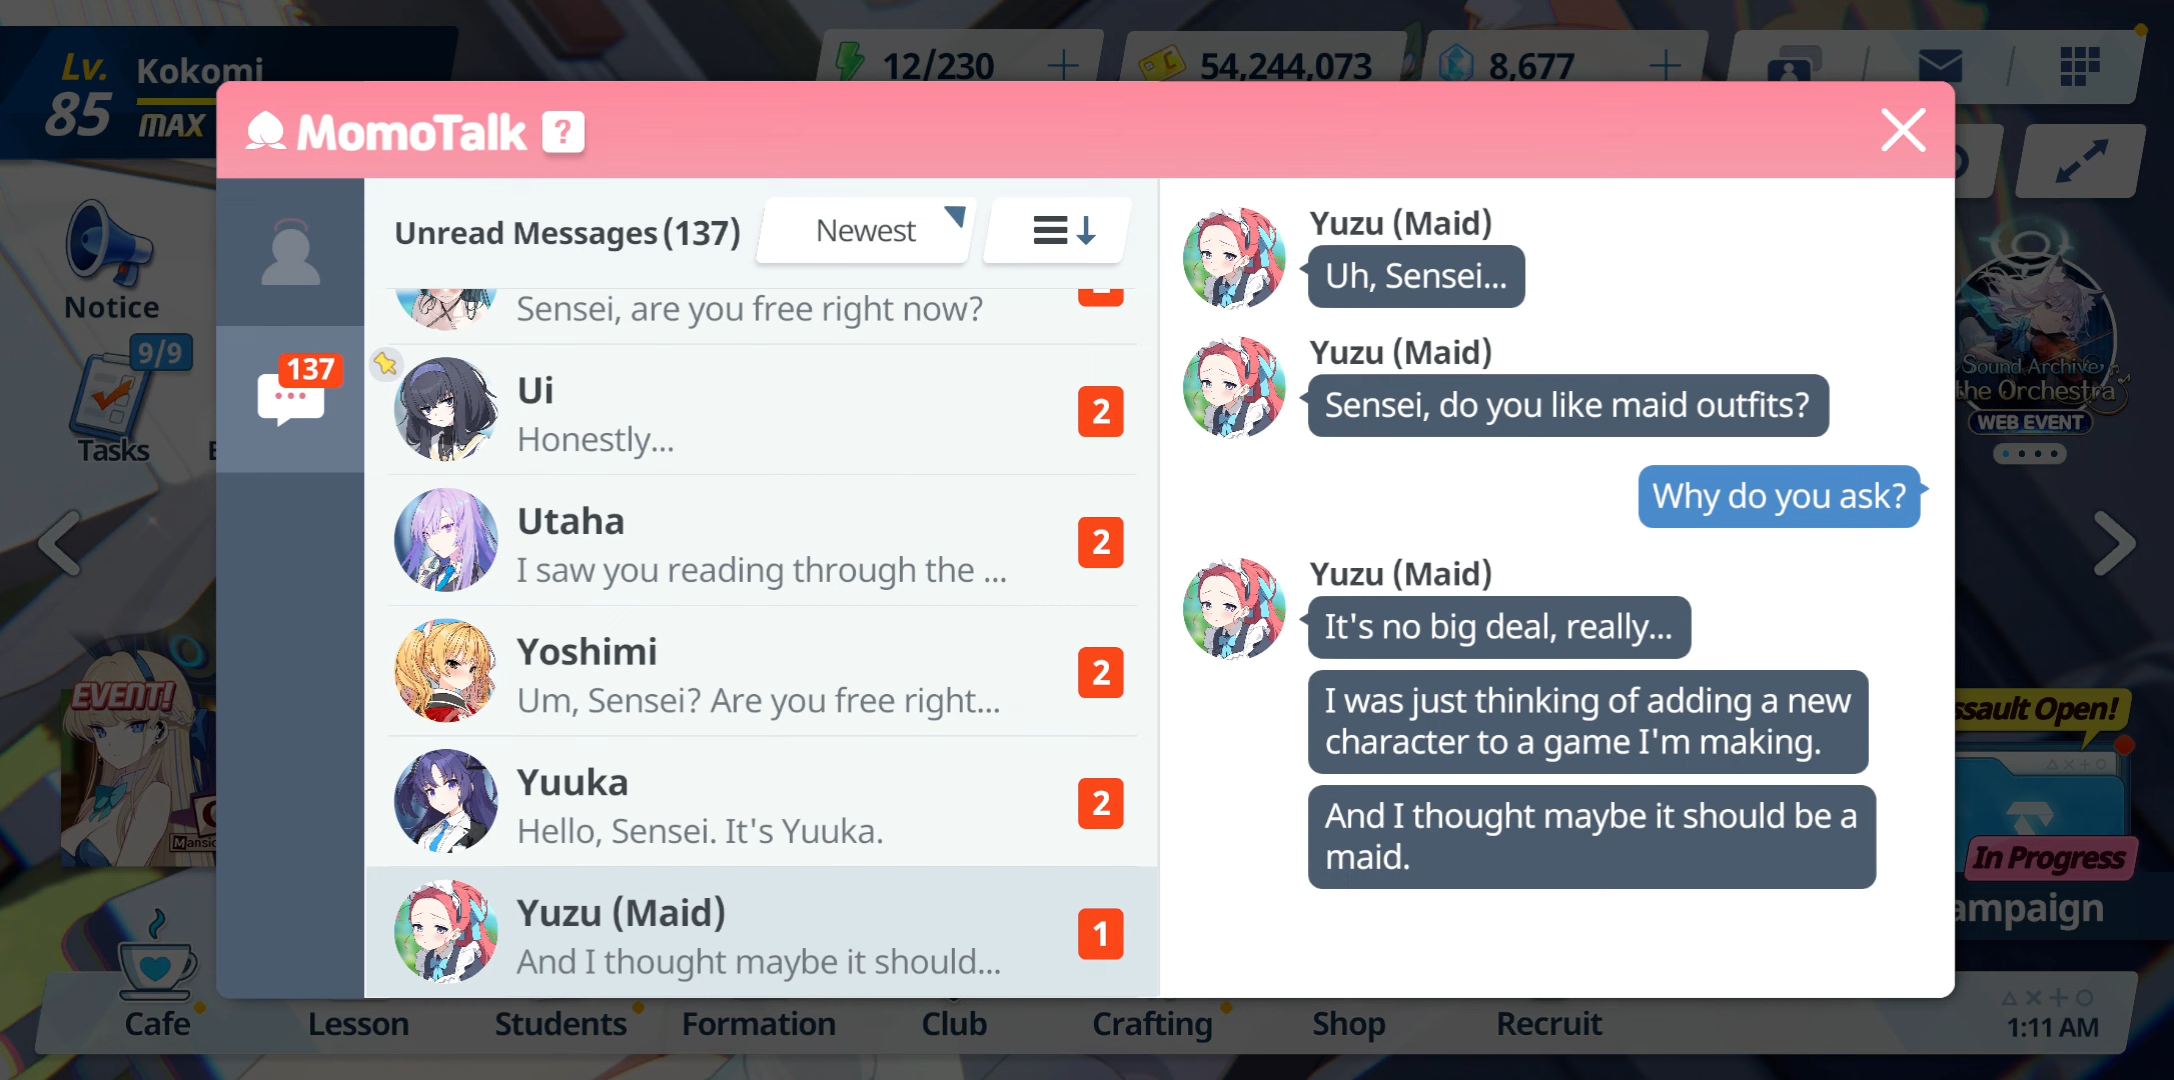 Lv.
85
Kokomi
MAX
12/230
54,244,073
8,677
MomoTalk ?
Notice
9/9
Tasks
EVENT!
137
Unread Messages (137)
Newest
Sensei, are you free right now?
Ui
Honestly...
2
Utaha
I saw you reading through the ...
2
Yoshimi
Um, Sensei? Are you free right...
2
Yuuka
Hello, Sensei. It's Yuuka.
2
Yuzu (Maid)
And I thought maybe it should...
1
Yuzu (Maid)
Uh, Sensei...
Yuzu (Maid)
Sensei, do you like maid outfits?
Why do you ask?
Yuzu (Maid)
It's no big deal, really...
I was just thinking of adding a new
character to a game I'm making.
And I thought maybe it should be a
maid.
Sound Archive
the Orchestra
WEB EVENT
ssault Open!
In Progress
ampaign
Cafe
Lesson
Students
Formation
Club
Crafting
Shop
Recruit
1:11 AM